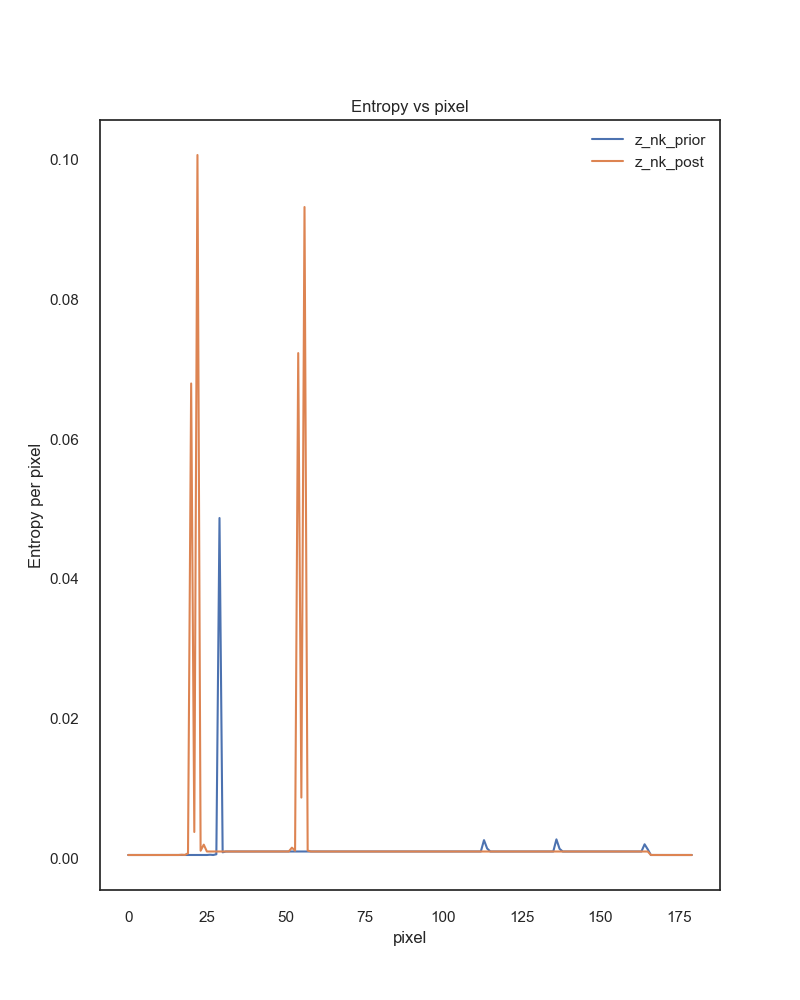 Entropy vs pixel
z_nk_prior
z_nk_post
Entropy per pixel
0.10
0.08
0.06
0.04
0.02
0.00
0 25 50 75 100 125 150 175
pixel